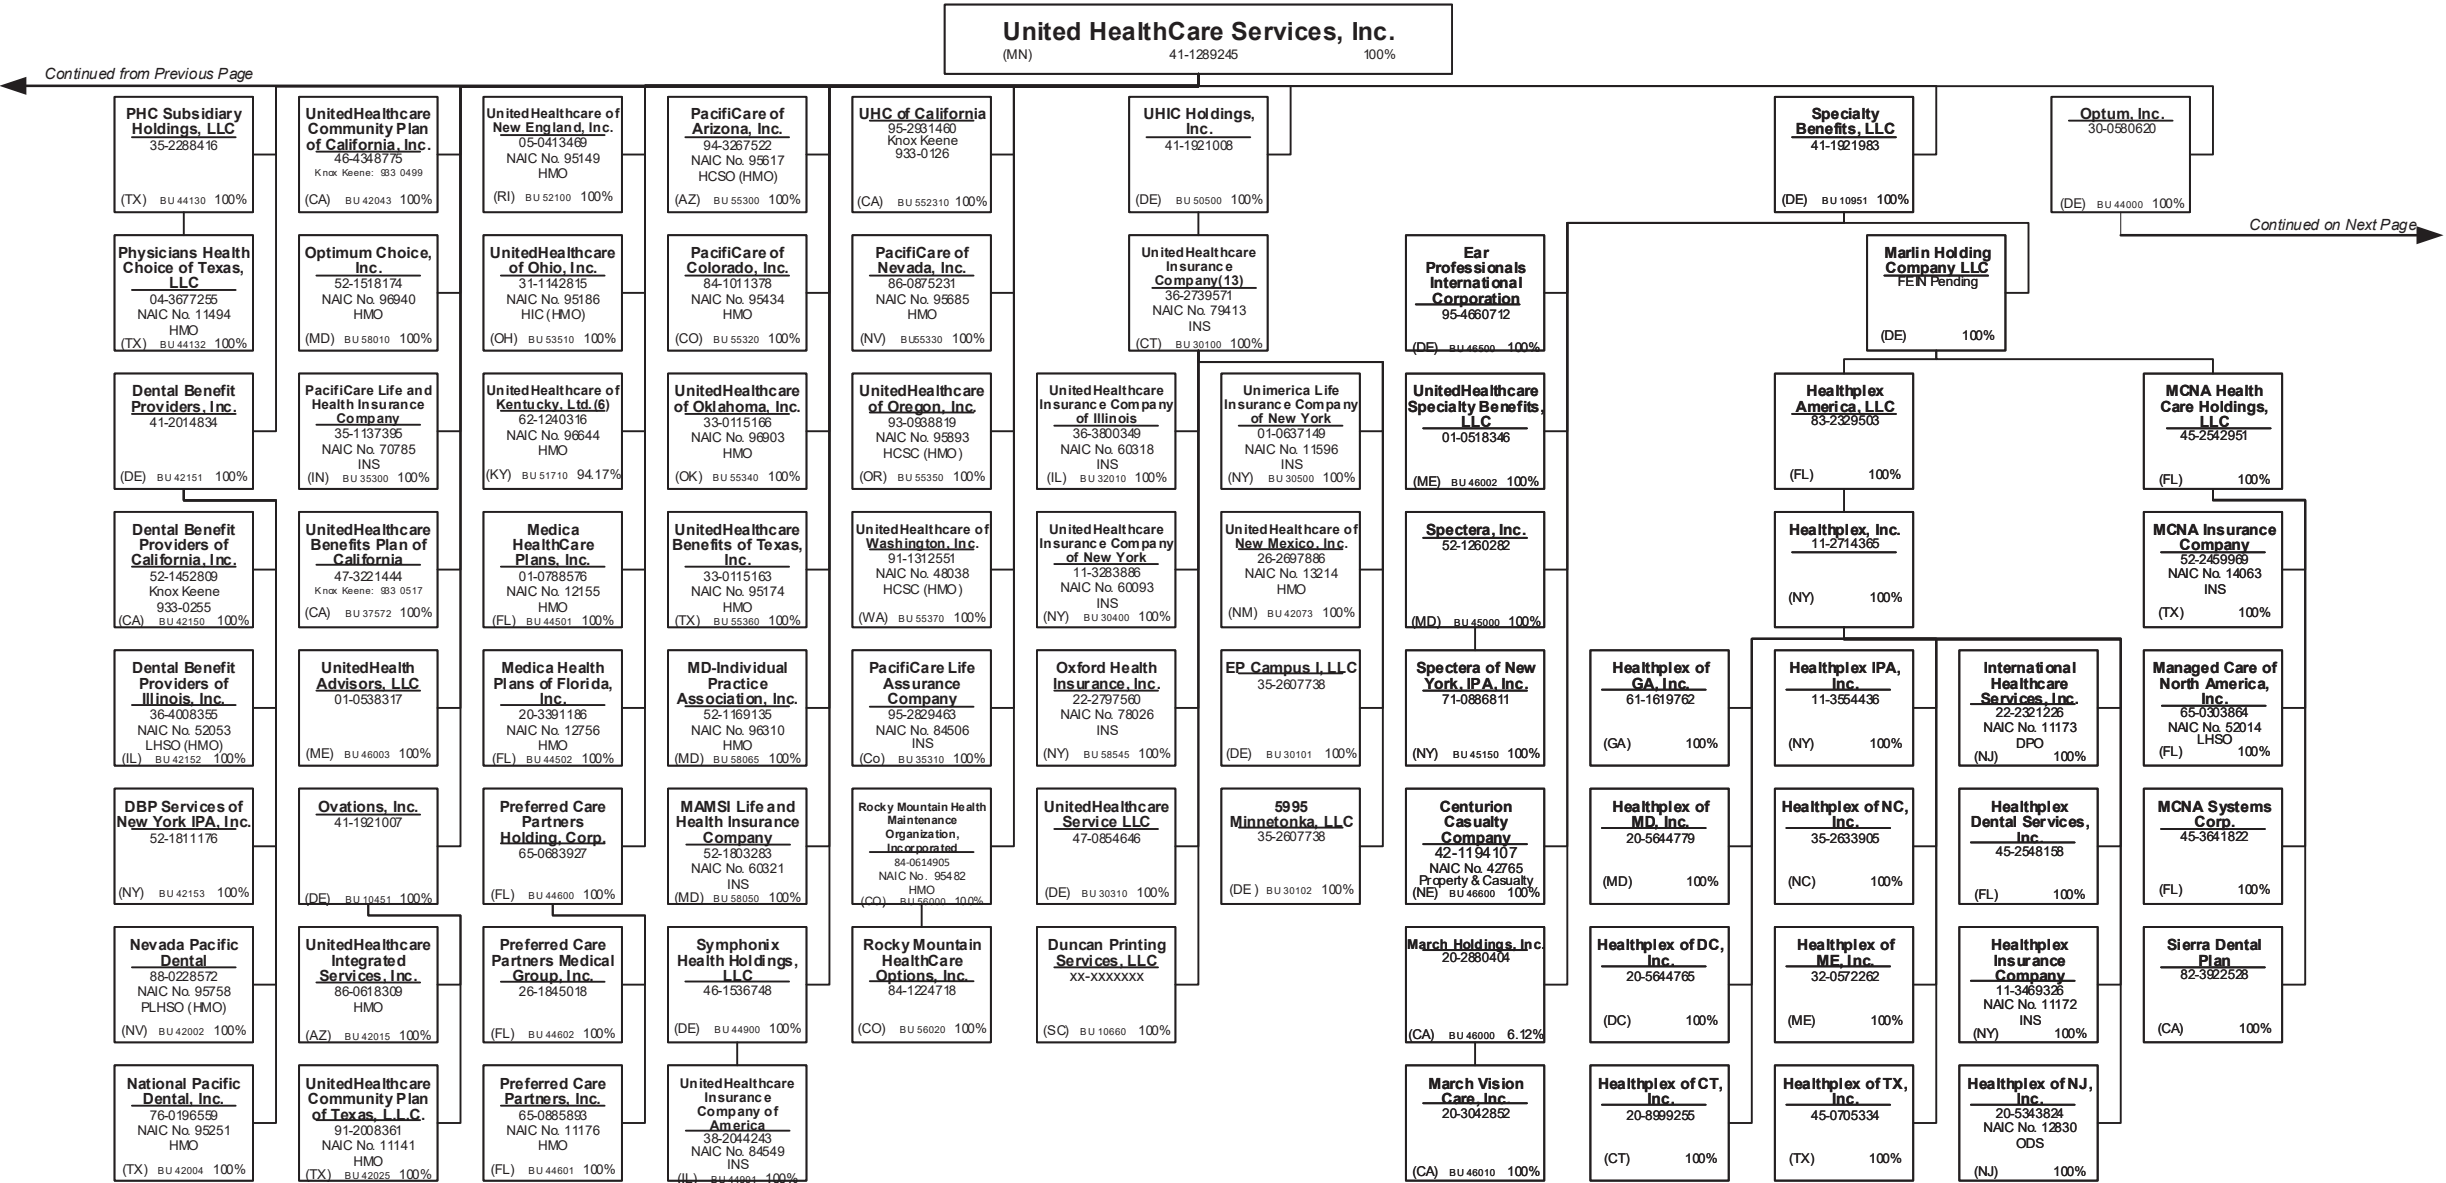 United HealthCare Services, Inc.
(MN) 41-1289245 100%
Continued from Previous Page
PHC Subsidiary
Holdings, LLC
35-2288416
(TX) BU 44130 100%
UnitedHealthcare
Community Plan
of California, Inc.
46-4348775
Knox Keene: 933 0499
(CA) BU 42043 100%
UnitedHealthcare of
New England, Inc.
05-0413469
NAIC No. 95149
HMO
(RI) BU 52100 100%
PacifiCare of
Arizona, Inc.
94-3267522
NAIC No. 95617
HCSO (HMO)
(AZ) BU 55300 100%
UHC of California
95-2931460
Knox Keene
933-0126
(CA) BU 552310 100%
UHIC Holdings,
Inc.
41-1921008
(DE) BU 50500 100%
Specialty
Benefits, LLC
41-1921983
(DE) BU 10951 100%
Optum, Inc.
30-0580620
(DE) BU 44000 100%
Continued on Next Page
Physicians Health
Choice of Texas,
LLC
04-3677255
NAIC No. 11494
HMO
(TX) BU 44132 100%
Optimum Choice,
Inc.
52-1518174
NAIC No. 96940
HMO
(MD) BU 58010 100%
UnitedHealthcare
of Ohio, Inc.
31-1142815
NAIC No. 95186
HIC (HMO)
(OH) BU 53510 100%
PacifiCare of
Colorado, Inc.
84-1011378
NAIC No. 95434
HMO
(CO) BU 55320 100%
PacifiCare of
Nevada, Inc.
86-0875231
NAIC No. 95685
HMO
(NV) BU55330 100%
UnitedHealthcare
Insurance
Company(13)
36-2739571
NAIC No. 79413
INS
(CT) BU 30100 100%
Ear
Professionals
International
Corporation
95-4660712
(DE) BU 46500 100%
Marlin Holding
Company LLC
FEIN Pending
(DE) 100%
Dental Benefit
Providers, Inc.
41-2014834
(DE) BU 42151 100%
PacifiCare Life and
Health Insurance
Company
35-1137395
NAIC No. 70785
INS
(IN) BU 35300 100%
UnitedHealthcare of
Kentucky, Ltd.(6)
62-1240316
NAIC No. 96644
HMO
(KY) BU 51710 94.17%
UnitedHealthcare
of Oklahoma, Inc.
33-0115166
NAIC No. 96903
HMO
(OK) BU 55340 100%
UnitedHealthcare
of Oregon, Inc.
93-0938819
NAIC No. 95893
HCSC (HMO)
(OR) BU 55350 100%
UnitedHealthcare
Insurance Company
of Illinois
36-3800349
NAIC No. 60318
INS
(IL) BU 32010 100%
Unimerica Life
Insurance Company
of New York
01-0637149
NAIC No. 11596
INS
(NY) BU 30500 100%
UnitedHealthcare
Specialty Benefits,
LLC
01-0518346
(ME) BU 46002 100%
Healthplex
America, LLC
83-2329503
(FL) 100%
MCNA Health
Care Holdings,
LLC
45-2542951
(FL) 100%
Dental Benefit
Providers of
California, Inc.
52-1452809
Knox Keene
933-0255
(CA) BU 42150 100%
UnitedHealthcare
Benefits Plan of
California
47-3221444
Knox Keene: 933 0517
(CA) BU 37572 100%
Medica
HealthCare
Plans, Inc.
01-0788576
NAIC No. 12155
HMO
(FL) BU 44501 100%
UnitedHealthcare
Benefits of Texas,
Inc.
33-0115163
NAIC No. 95174
HMO
(TX) BU 55360 100%
UnitedHealthcare of
Washington, Inc.
91-1312551
NAIC No. 48038
HCSC (HMO)
(WA) BU 55370 100%
UnitedHealthcare
Insurance Company
of New York
11-3283886
NAIC No. 60093
INS
(NY) BU 30400 100%
UnitedHealthcare of
New Mexico, Inc.
26-2697886
NAIC No. 13214
HMO
(NM) BU 42073 100%
Spectera, Inc.
52-1260282
(MD) BU 45000 100%
Healthplex, Inc.
11-2714365
(NY) 100%
MCNA Insurance
Company
52-2459969
NAIC No. 14063
INS
(TX) 100%
Dental Benefit
Providers of
Illinois, Inc.
36-4008355
NAIC No. 52053
LHSO (HMO)
(IL) BU 42152 100%
UnitedHealth
Advisors, LLC
01-0538317
(ME) BU 46003 100%
Medica Health
Plans of Florida,
Inc.
20-3391186
NAIC No. 12756
HMO
(FL) BU 44502 100%
MD-Individual
Practice
Association, Inc.
52-1169135
NAIC No. 96310
HMO
(MD) BU 58065 100%
PacifiCare Life
Assurance
Company
95-2829463
NAIC No. 84506
INS
(Co) BU 35310 100%
Oxford Health
Insurance, Inc.
22-2797560
NAIC No. 78026
INS
(NY) BU 58545 100%
EP Campus I, LLC
35-2607738
(DE) BU 30101 100%
Spectera of New
York, IPA, Inc.
71-0886811
(NY) BU 45150 100%
Healthplex of
GA, Inc.
61-1619762
(GA) 100%
Healthplex IPA,
Inc.
11-3554436
(NY) 100%
International
Healthcare
Services, Inc.
22-2321226
NAIC No. 11173
DPO
(NJ) 100%
Managed Care of
North America,
Inc.
65-0303864
NAIC No. 52014
LHSO
(FL) 100%
DBP Services of
New York IPA, Inc.
52-1811176
(NY) BU 42153 100%
Ovations, Inc.
41-1921007
(DE) BU 10451 100%
Preferred Care
Partners
Holding, Corp.
65-0683927
(FL) BU 44600 100%
MAMSI Life and
Health Insurance
Company
52-1803283
NAIC No. 60321
INS
(MD) BU 58050 100%
Rocky Mountain Health
Maintenance
Organization,
Incorporated
84-0614905
NAIC No. 95482
HMO
(CO) BU 56000 100%
UnitedHealthcare
Service LLC
47-0854646
(DE) BU 30310 100%
5995
Minnetonka, LLC
35-2607738
(DE ) BU 30102 100%
Centurion
Casualty
Company
42-1194107
NAIC No. 42765
Property & Casualty
(NE) BU 46600 100%
Healthplex of
MD, Inc.
20-5644779
(MD) 100%
Healthplex of NC,
Inc.
35-2633905
(NC) 100%
Healthplex
Dental Services,
Inc.
45-2548158
(FL) 100%
MCNA Systems
Corp.
45-3641822
(FL) 100%
Nevada Pacific
Dental
88-0228572
NAIC No. 95758
PLHSO (HMO)
(NV) BU 42002 100%
UnitedHealthcare
Integrated
Services, Inc.
86-0618309
HMO
(AZ) BU 42015 100%
Preferred Care
Partners Medical
Group, Inc.
26-1845018
(FL) BU 44602 100%
Symphonix
Health Holdings,
LLC
46-1536748
(DE) BU 44900 100%
Rocky Mountain
HealthCare
Options, Inc.
84-1224718
(CO) BU 56020 100%
Duncan Printing
Services, LLC
xx-xxxxxxx
(SC) BU 10660 100%
March Holdings, Inc.
20-2880404
(CA) BU 46000 6.12%
Healthplex of DC,
Inc.
20-5644765
(DC) 100%
Healthplex of
ME, Inc.
32-0572262
(ME) 100%
Healthplex
Insurance
Company
11-3469326
NAIC No. 11172
INS
(NY) 100%
Sierra Dental
Plan
82-3922528
(CA) 100%
National Pacific
Dental, Inc.
76-0196559
NAIC No. 95251
HMO
(TX) BU 42004 100%
UnitedHealthcare
Community Plan
of Texas, L.L.C.
91-2008361
NAIC No. 11141
HMO
(TX) BU 42025 100%
Preferred Care
Partners, Inc.
65-0885893
NAIC No. 11176
HMO
(FL) BU 44601 100%
UnitedHealthcare
Insurance
Company of
America
38-2044243
NAIC No. 84549
INS
(IL) BU 44901 100%
March Vision
Care, Inc.
20-3042852
(CA) BU 46010 100%
Healthplex of CT,
Inc.
20-8999255
(CT) 100%
Healthplex of TX,
Inc.
45-0705334
(TX) 100%
Healthplex of NJ,
Inc.
20-5343824
NAIC No. 12830
ODS
(NJ) 100%